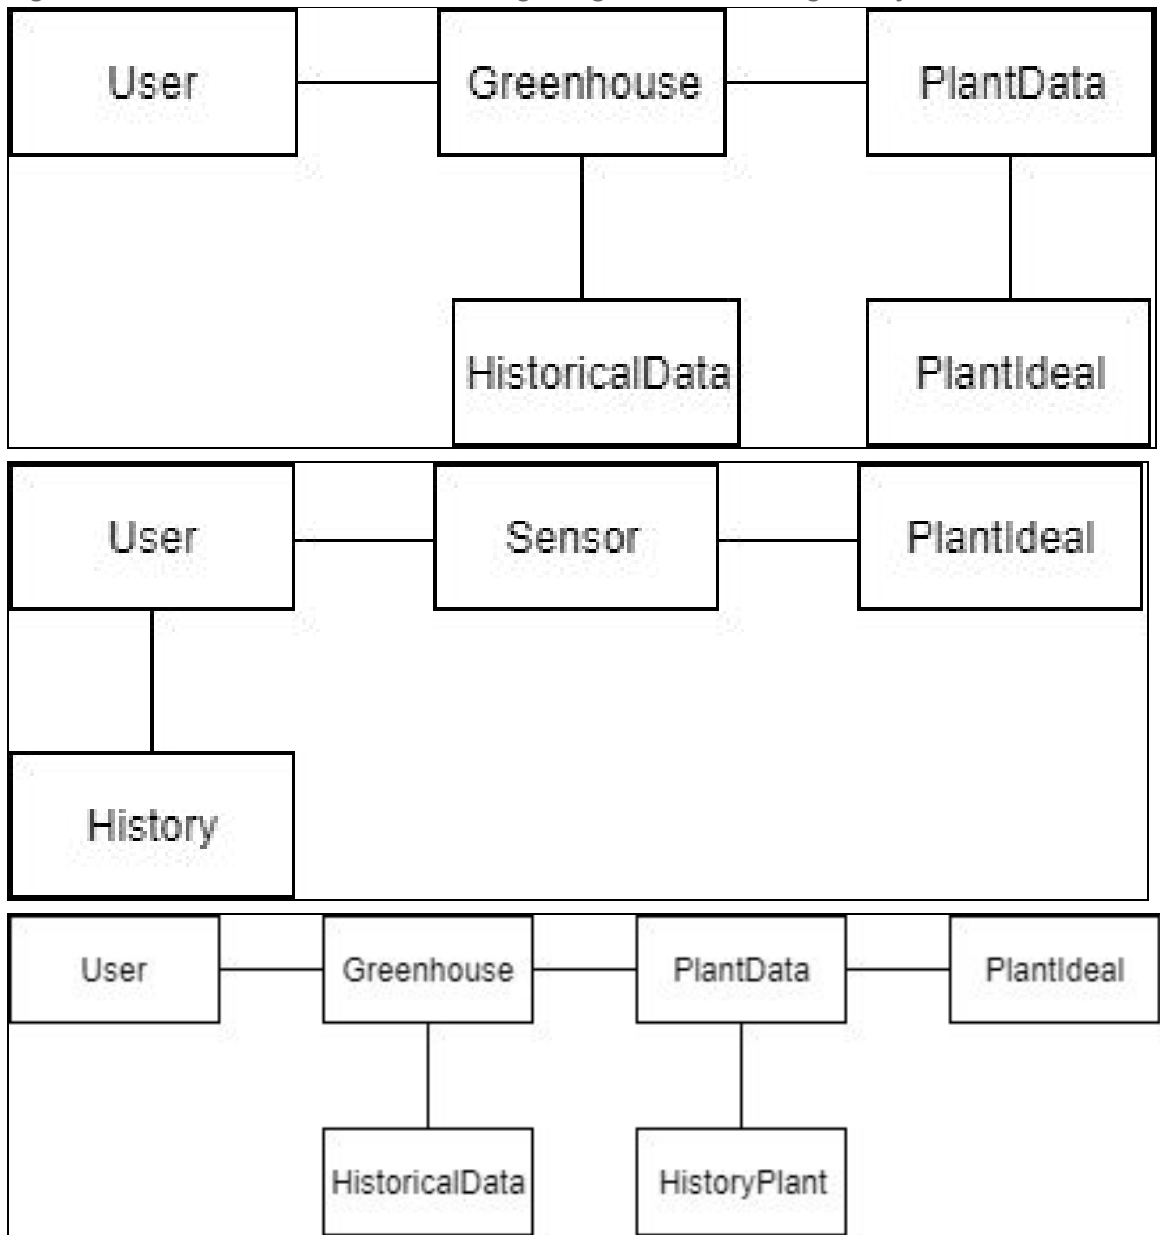 User Greenhouse PlantData
HistoricalData PlantIdeal
User Sensor PlantIdeal
History
User Greenhouse PlantData PlantIdeal
HistoricalData HistoryPlant